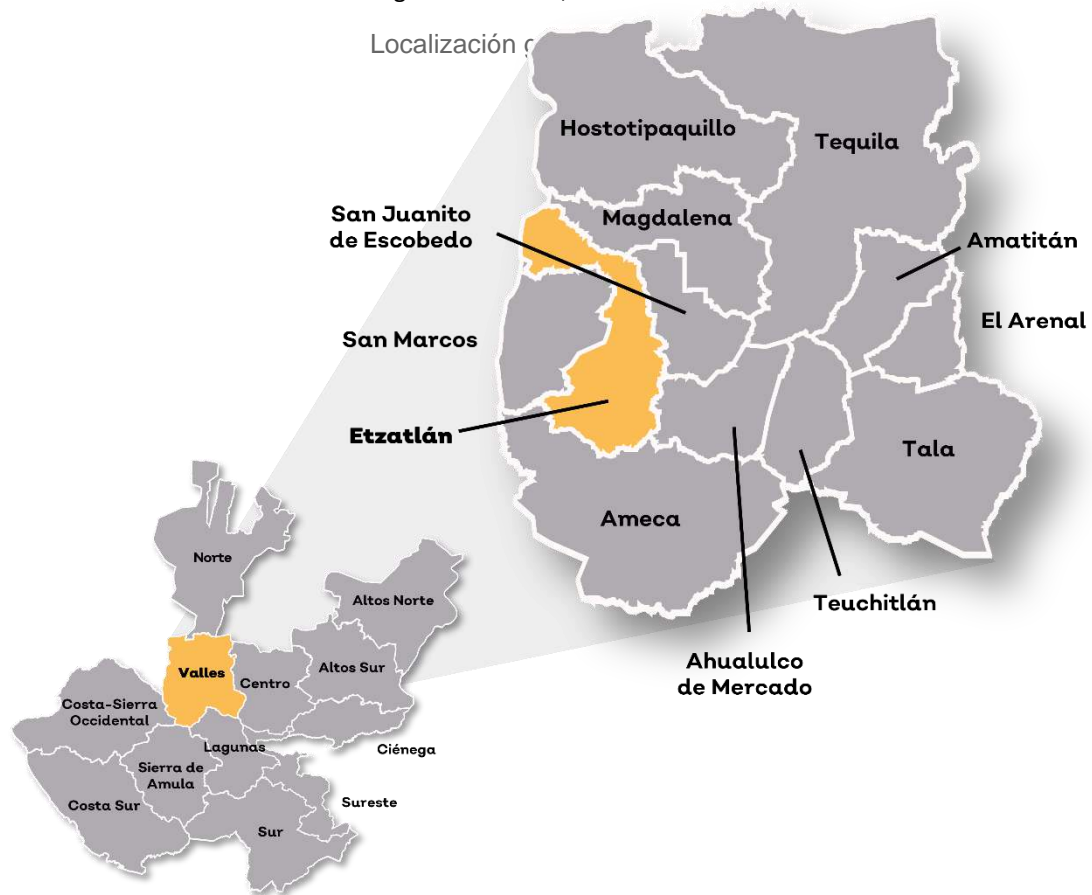 Localización
Hostotipaquillo
Tequila
San Juanito
de Escobedo
Magdalena
Amatitán
San Marcos
El Arenal
Etzatlán
Tala
Ameca
Teuchitlán
Ahualulco
de Mercado
Norte
Altos Norte
Valles
Centro
Altos Sur
Costa-Sierra
Occidental
Lagunas
Ciénega
Sierra de
Amula
Costa Sur
Sureste
Sur